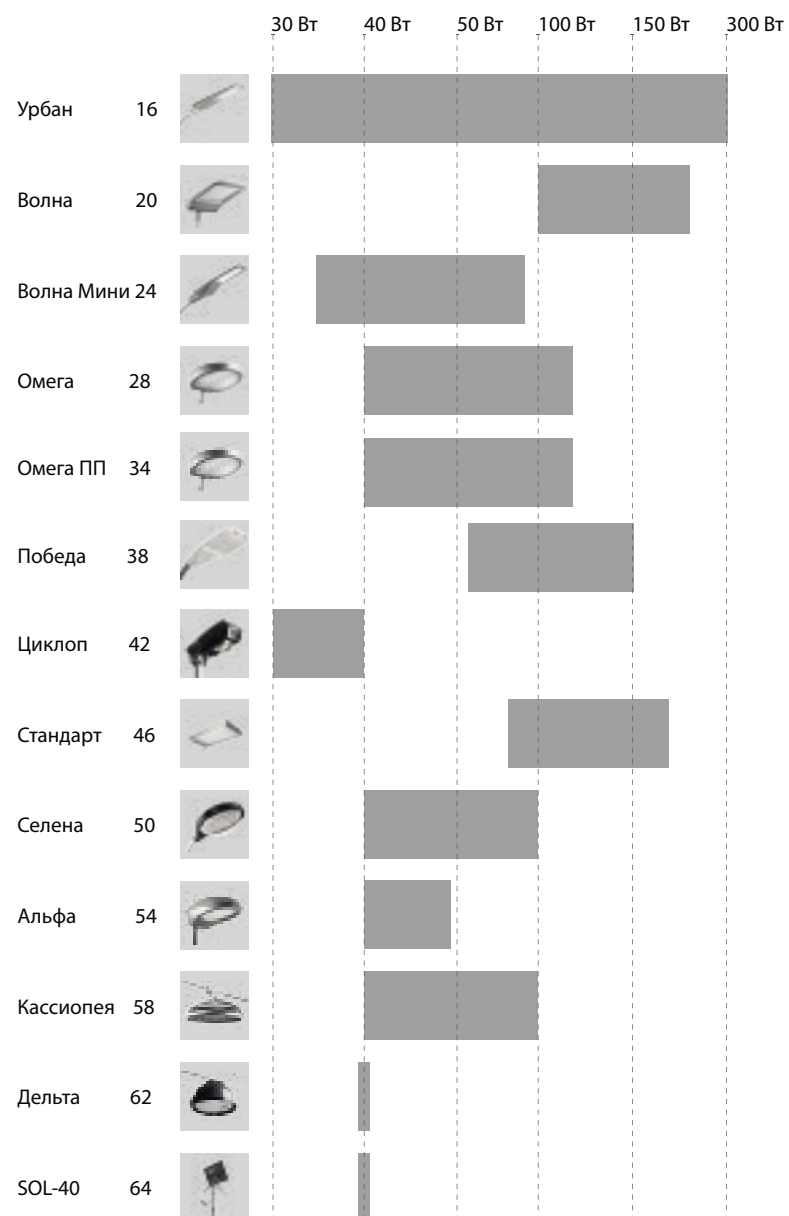 30 Вт 40 Вт 50 Вт 100 Вт 150 Вт 300 Вт
Урбан 16
Волна 20
Волна Мини 24
Омега 28
Омега ПП 34
Победа 38
Циклоп 42
Стандарт 46
Селена 50
Альфа 54
Кассиопея 58
Дельта 62
SOL-40 64